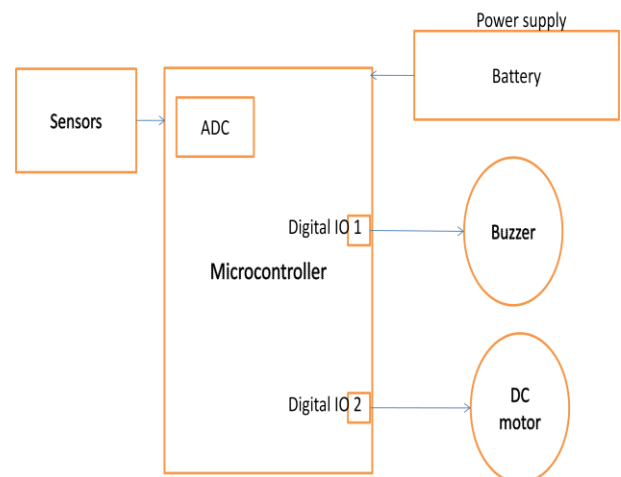 Power supply
Battery
Sensors
ADC
Digital IO 1
Buzzer
Microcontroller
Digital IO 2
DC
motor